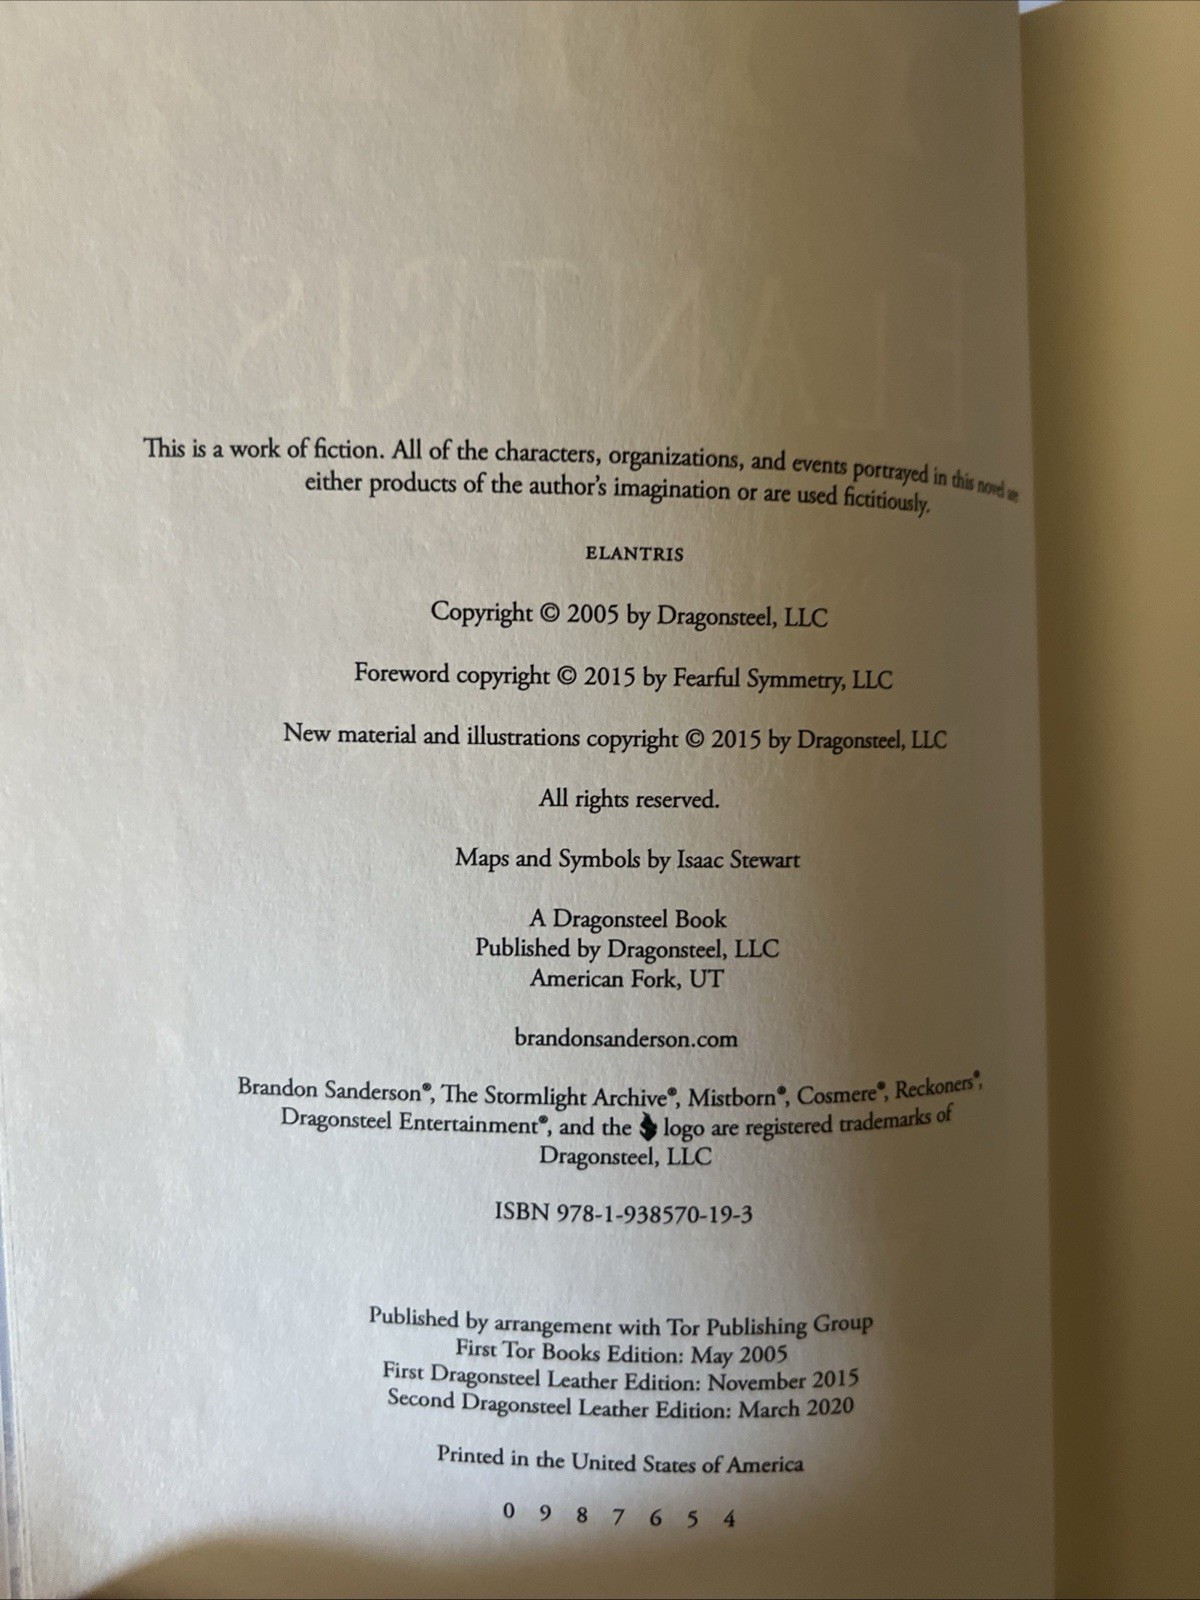 This is a work of fiction. All of the characters, organizations, and events portrayed in this novel are
either products of the author's imagination or are used fictitiously.
ELANTRIS
Copyright © 2005 by Dragonsteel, LLC
Foreword copyright © 2015 by Fearful Symmetry, LLC
New material and illustrations copyright © 2015 by Dragonsteel, LLC
All rights reserved.
Maps and Symbols by Isaac Stewart
A Dragonsteel Book
Published by Dragonsteel, LLC
American Fork, UT
brandonsanderson.com
Brandon Sanderson®, The Stormlight Archive®, Mistborn®, Cosmere®, Reckoners®,
Dragonsteel Entertainment®, and the logo are registered trademarks of
Dragonsteel, LLC
ISBN 978-1-938570-19-3
Published by arrangement with Tor Publishing Group
First Tor Books Edition: May 2005
First Dragonsteel Leather Edition: November 2015
Second Dragonsteel Leather Edition: March 2020
Printed in the United States of America
0 9 8 7 6 5 4